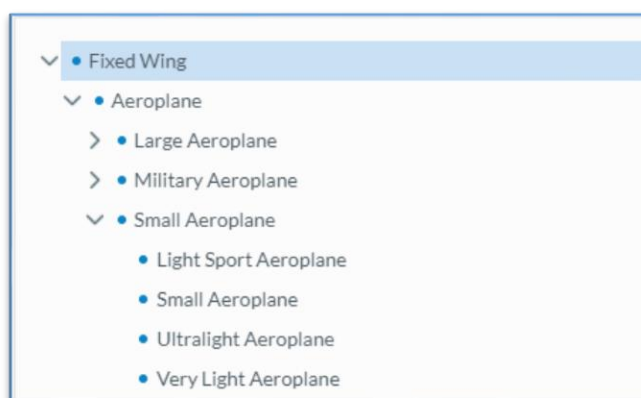 Fixed Wing
Aeroplane
Large Aeroplane
Military Aeroplane
Small Aeroplane
Light Sport Aeroplane
Small Aeroplane
Ultralight Aeroplane
Very Light Aeroplane